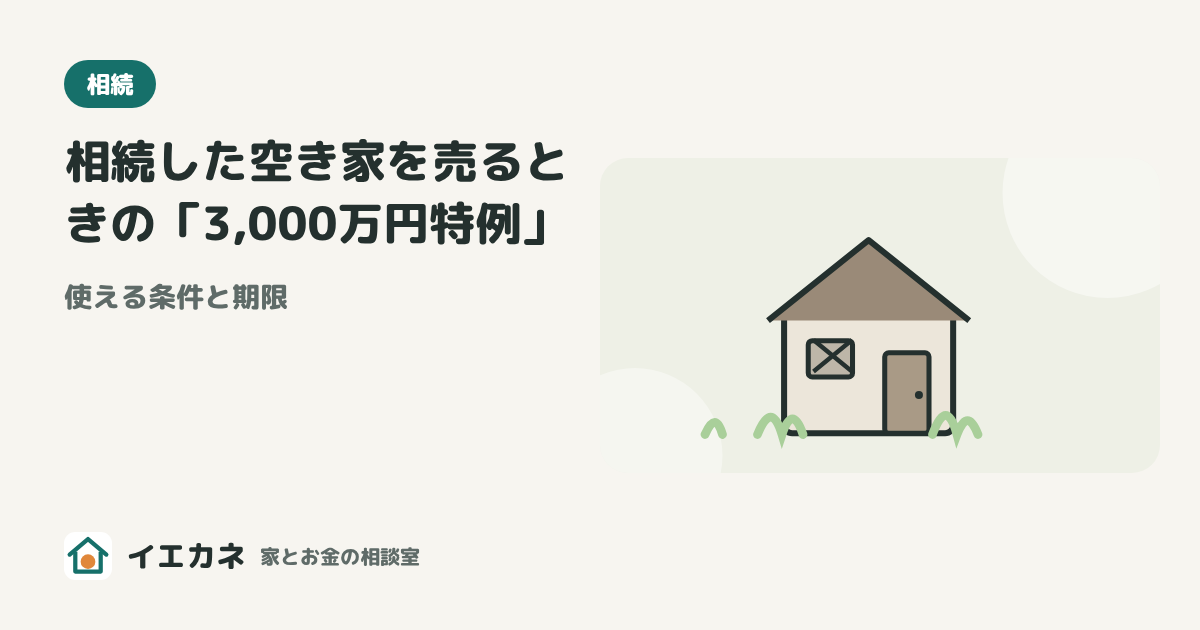 相続
相続した空き家を売ると
きの「3,000万円特例」
使える条件と期限
イエカネ 家とお金の相談室